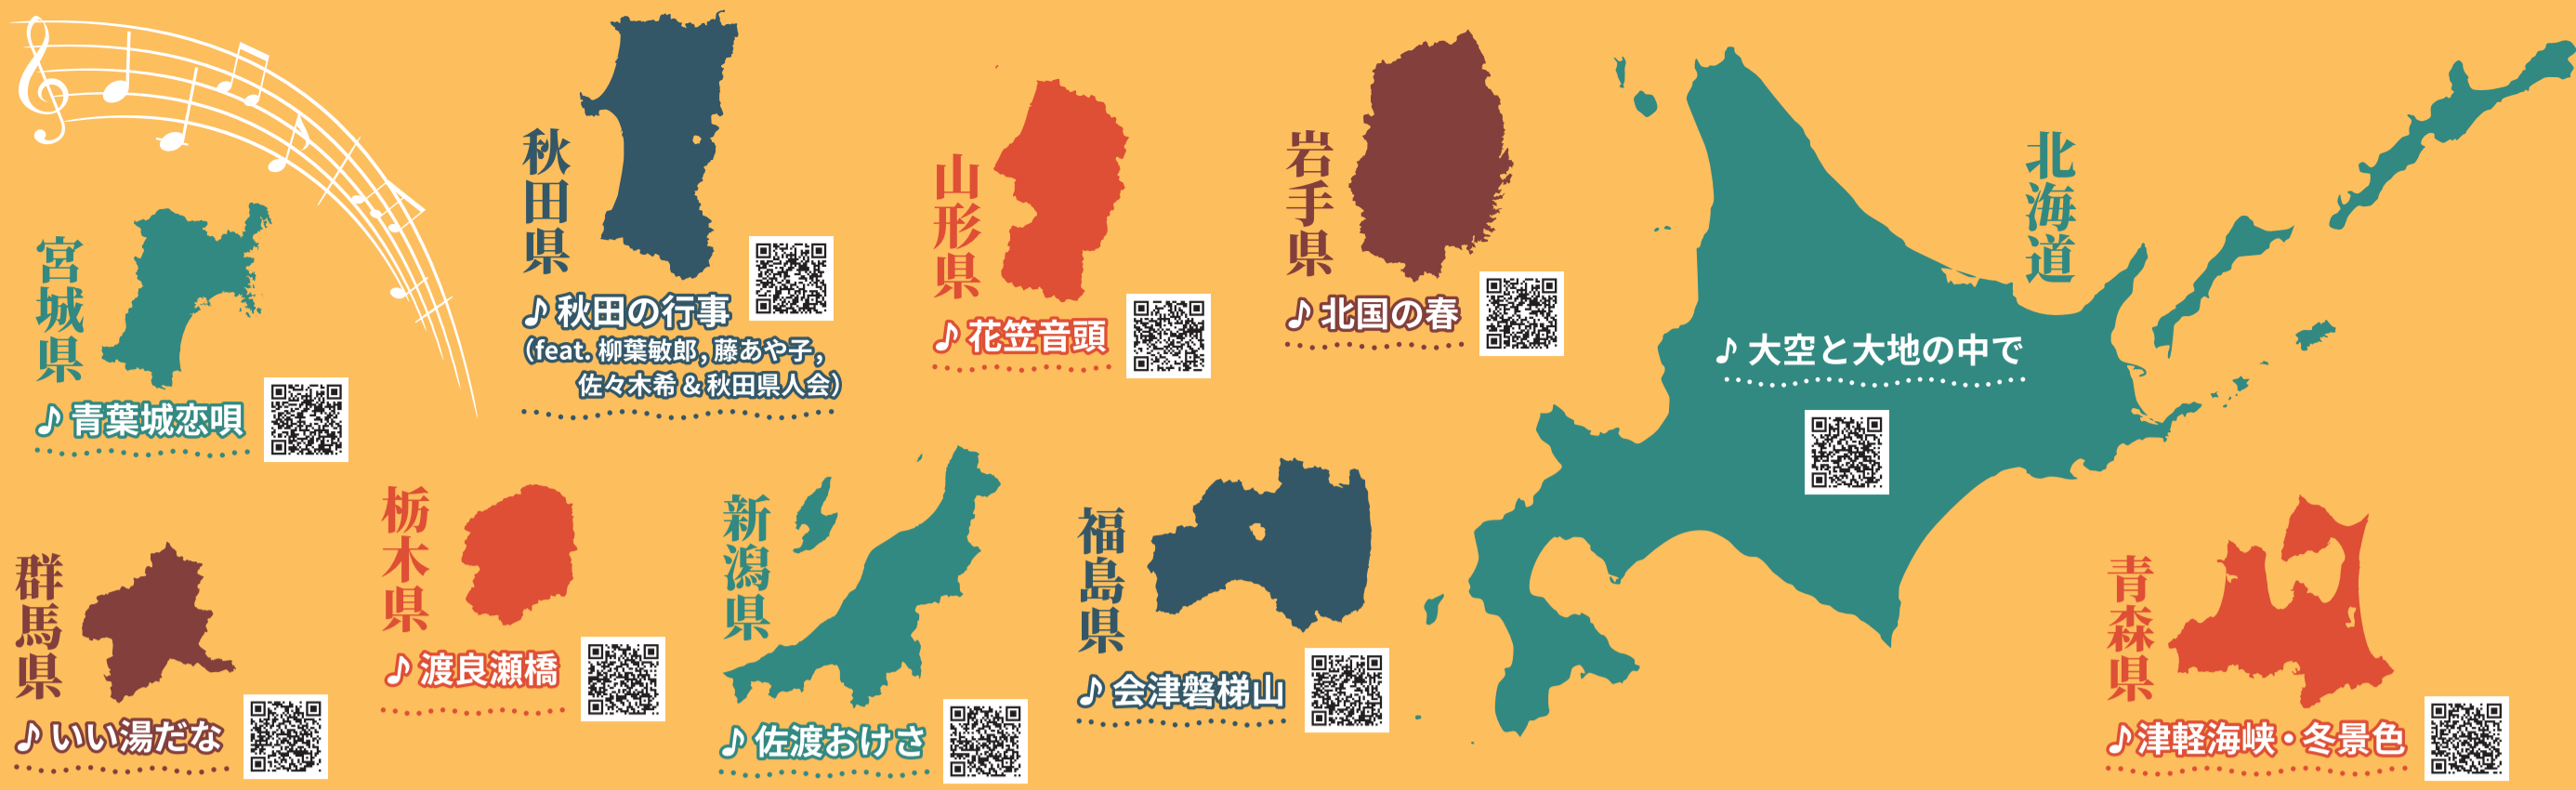 宮城県
♪青葉城恋唄
秋田県
♪秋田の行事
（feat. 柳葉敏郎, 藤あや子,
佐々木希 & 秋田県人会）
山形県
♪花笠音頭
岩手県
♪北国の春
北海道
♪大空と大地の中で
群馬県
♪いい湯だな
栃木県
♪渡良瀬橋
新潟県
♪佐渡おけさ
福島県
♪会津磐梯山
青森県
♪津軽海峡・冬景色